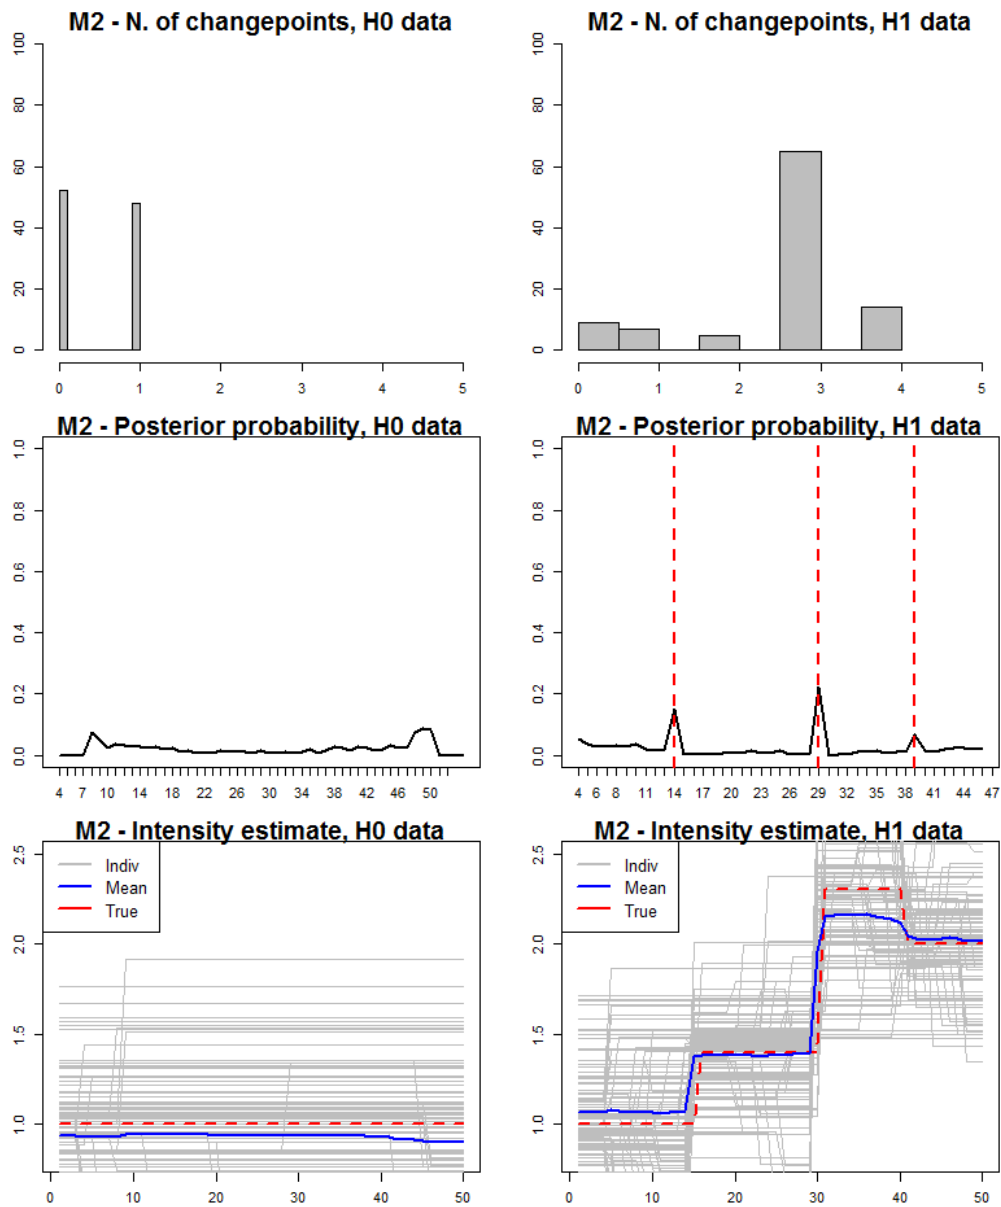 M2 - N. of changepoints, H0 data
100
80
60
40
20
0
0 1 2 3 4 5
M2 - N. of changepoints, H1 data
100
80
60
40
20
0
0 1 2 3 4 5
M2 - Posterior probability, H0 data
1.0
0.8
0.6
0.4
0.2
0.0
4 7 10 14 18 22 26 30 34 38 42 46 50
M2 - Posterior probability, H1 data
1.0
0.8
0.6
0.4
0.2
0.0
4 6 8 11 14 17 20 23 26 29 32 35 38 41 44 47
M2 - Intensity estimate, H0 data
Indiv
Mean
True
2.5
2.0
1.5
1.0
0 10 20 30 40 50
M2 - Intensity estimate, H1 data
Indiv
Mean
True
2.5
2.0
1.5
1.0
0 10 20 30 40 50